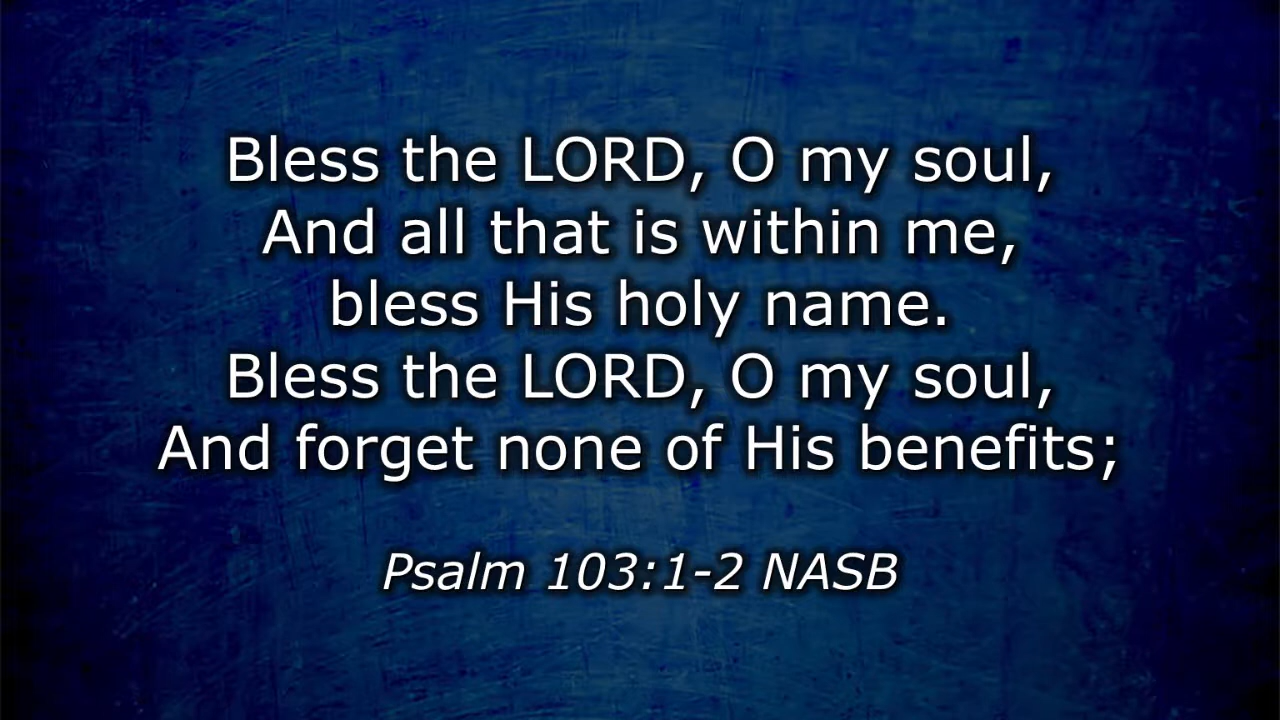 Bless the LORD, O my soul,
And all that is within me,
bless His holy name.
Bless the LORD, O my soul,
And forget none of His benefits;
Psalm 103:1-2 NASB